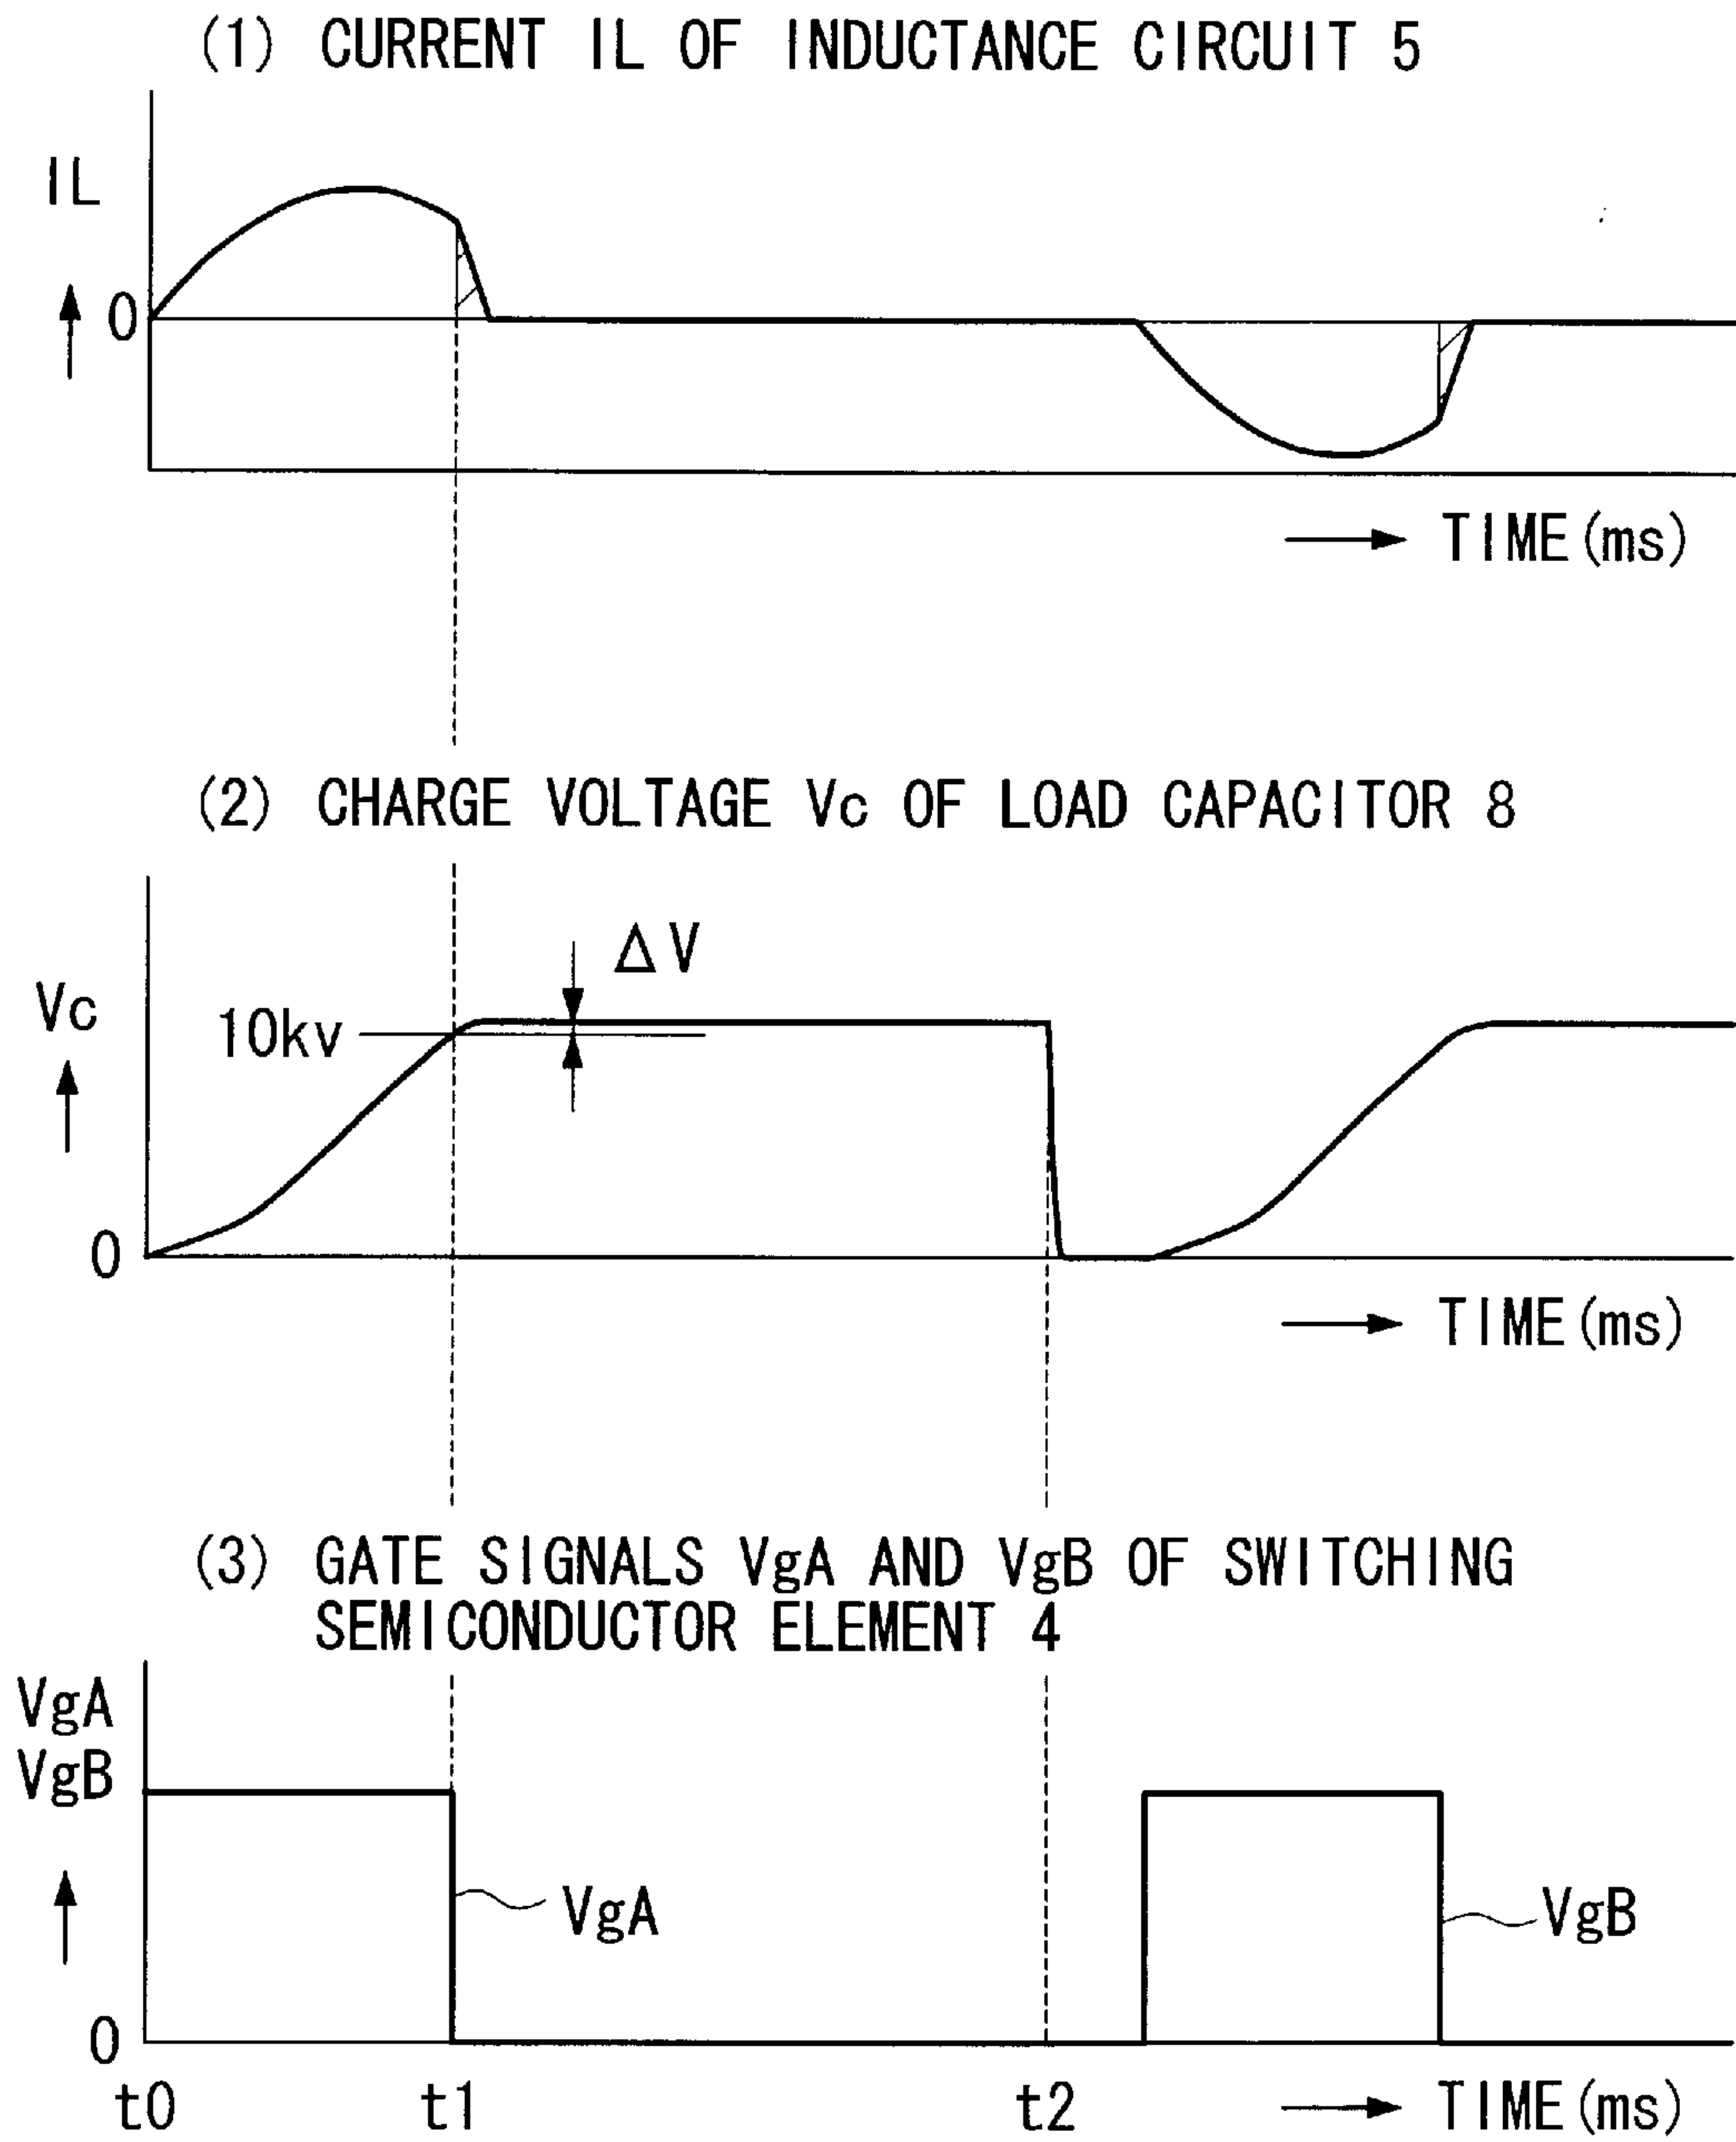 (1) CURRENT IL OF INDUCTANCE CIRCUIT 5
IL
0
TIME(ms)
(2) CHARGE VOLTAGE Vc OF LOAD CAPACITOR 8
ΔV
Vc
10kv
0
TIME(ms)
(3) GATE SIGNALS VgA AND VgB OF SWITCHING
SEMICONDUCTOR ELEMENT 4
VgA
VgB
VgA
VgB
0
t0
t1
t2
TIME(ms)